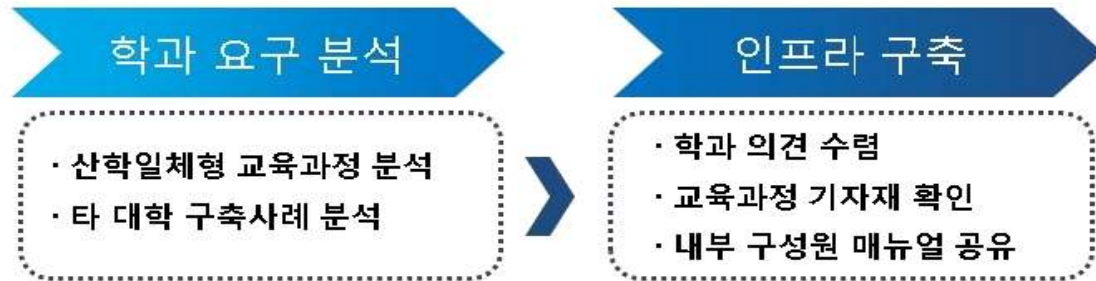 학과 요구 분석
· 산학일체형 교육과정 분석
· 타 대학 구축사례 분석
인프라 구축
· 학과 의견 수렴
· 교육과정 기자재 확인
· 내부 구성원 매뉴얼 공유